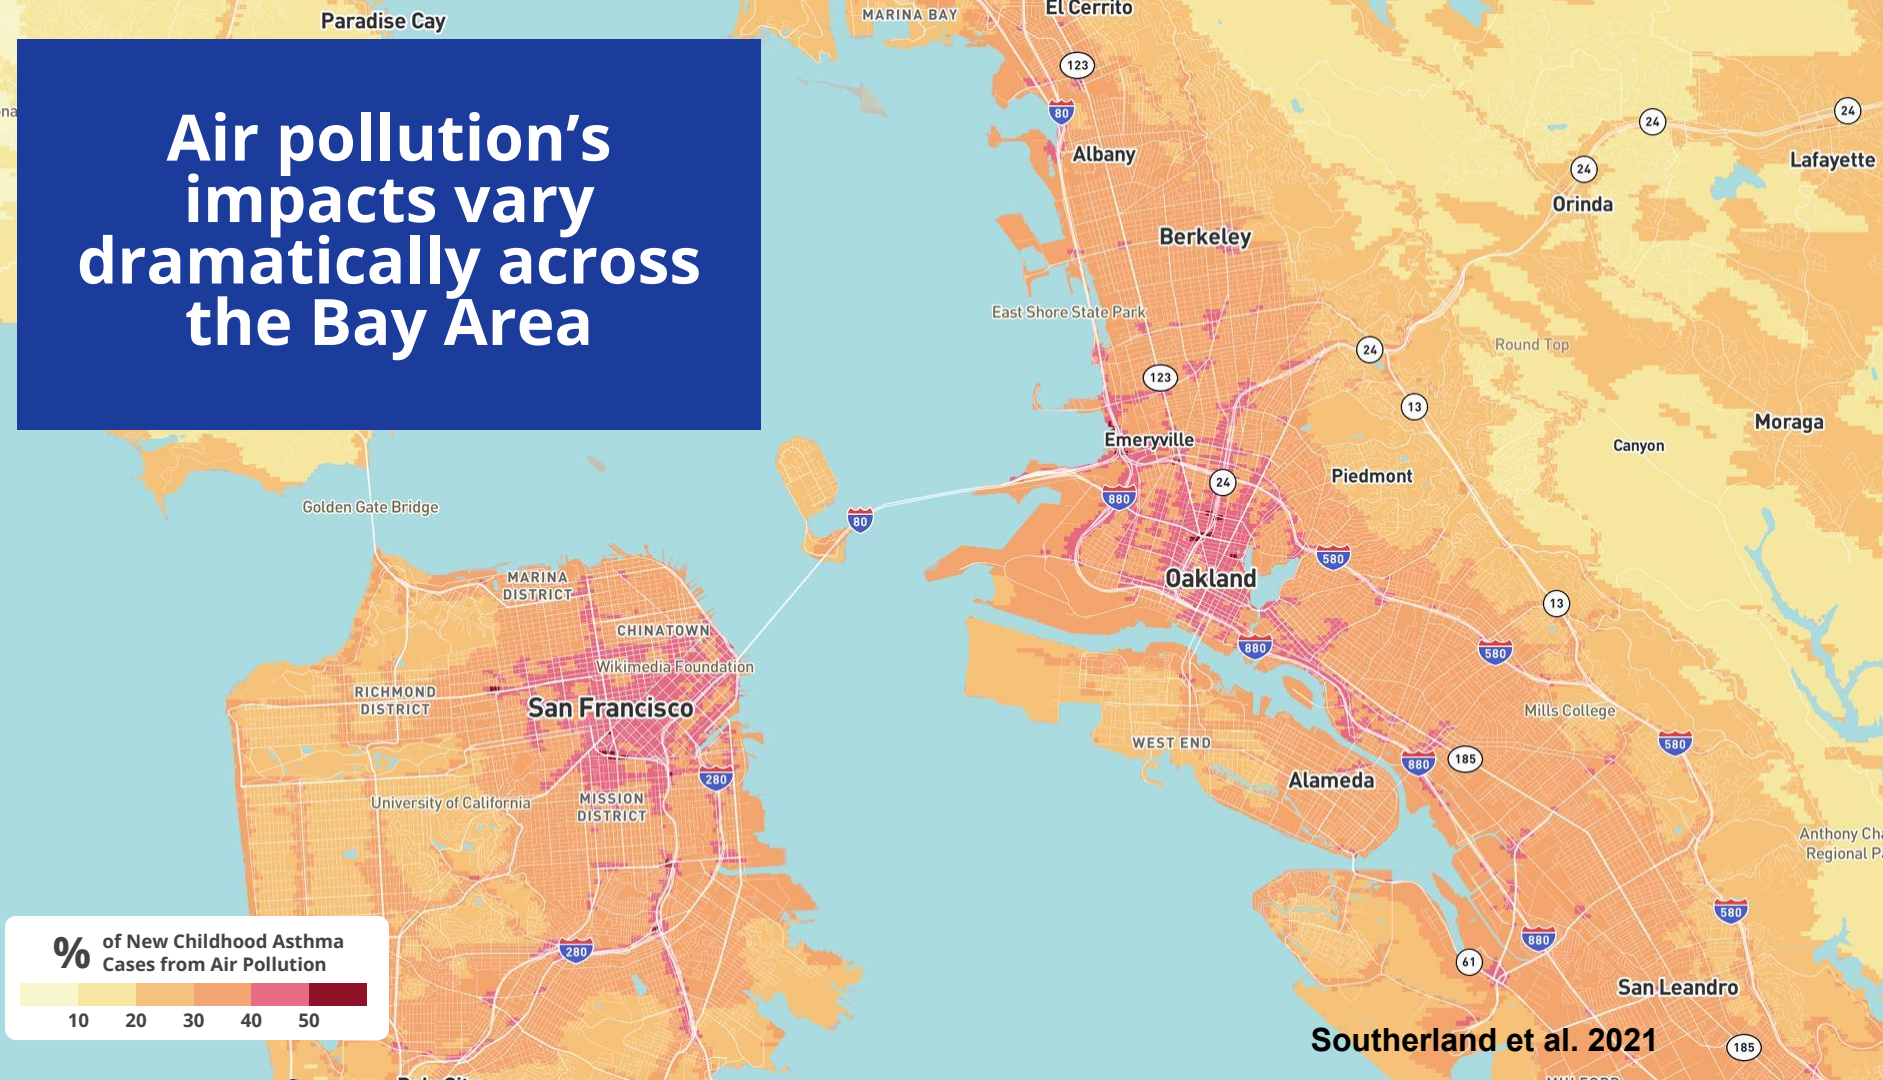 Air pollution’s
impacts vary
dramatically across
the Bay Area
Paradise Cay
MARINA BAY
El Cerrito
123
80
Albany
24
24
Lafayette
24
Orinda
Berkeley
East Shore State Park
Round Top
24
123
13
Moraga
Emeryville
Canyon
Piedmont
24
880
Golden Gate Bridge
80
580
Oakland
MARINA
DISTRICT
13
CHINATOWN
880
580
Wikimedia Foundation
RICHMOND
DISTRICT
San Francisco
Mills College
WEST END
580
185
880
280
Alameda
University of California
MISSION
DISTRICT
Anthony Cha
Regional P
580
880
280
61
San Leandro
% of New Childhood Asthma
Cases from Air Pollution
10 20 30 40 50
Southerland et al. 2021
185